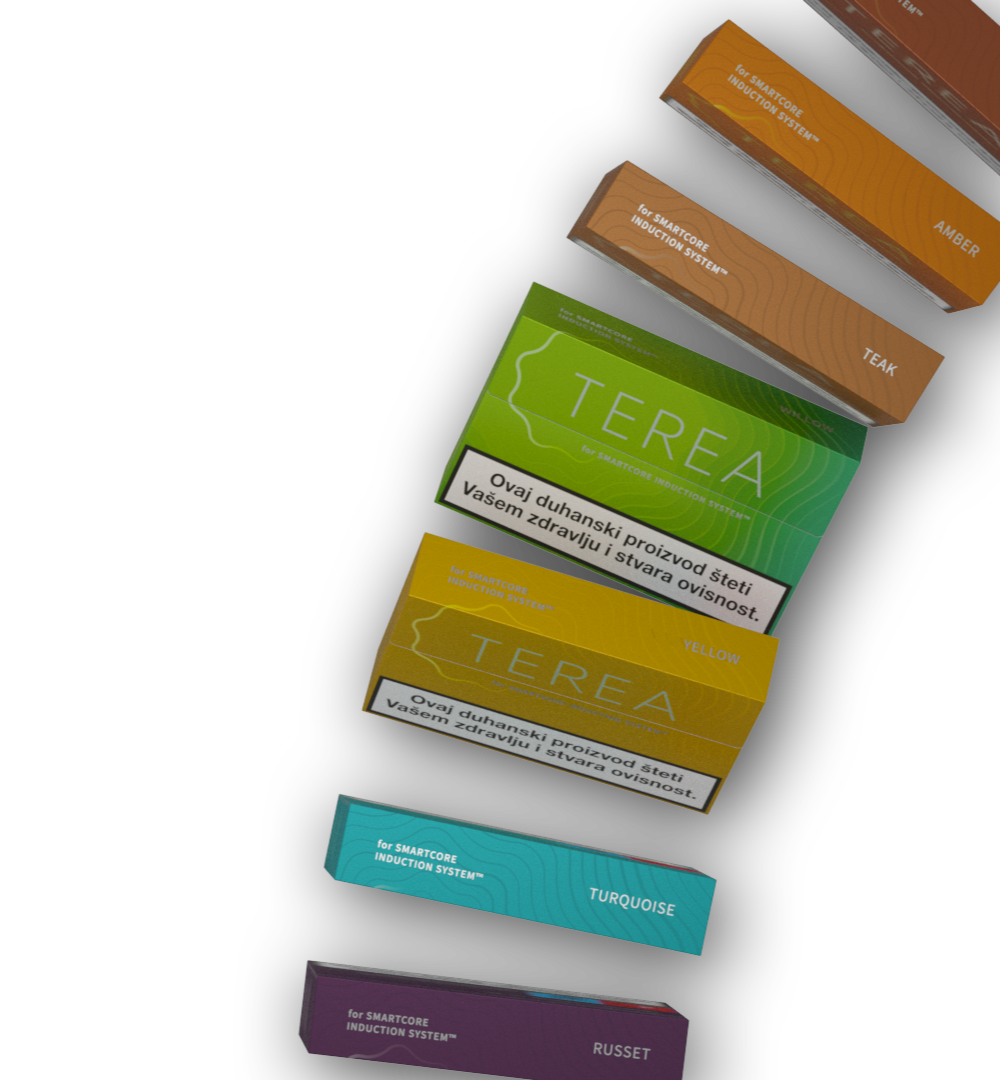 SYSTEM™
TEREA
for SMARTCORE
INDUCTION SYSTEM™
AMBER
for SMARTCORE
INDUCTION SYSTEM™
TEAK
for SMARTCORE
INDUCTION SYSTEM™
WILLOW
TEREA
for SMARTCORE INDUCTION SYSTEM™
Ovaj duhanski proizvod šteti
Vašem zdravlju i stvara ovisnost.
for SMARTCORE
INDUCTION SYSTEM™
YELLOW
TEREA
for SMARTCORE INDUCTION SYSTEM™
Ovaj duhanski proizvod šteti
Vašem zdravlju i stvara ovisnost.
for SMARTCORE
INDUCTION SYSTEM™
TURQUOISE
for SMARTCORE
INDUCTION SYSTEM™
RUSSET